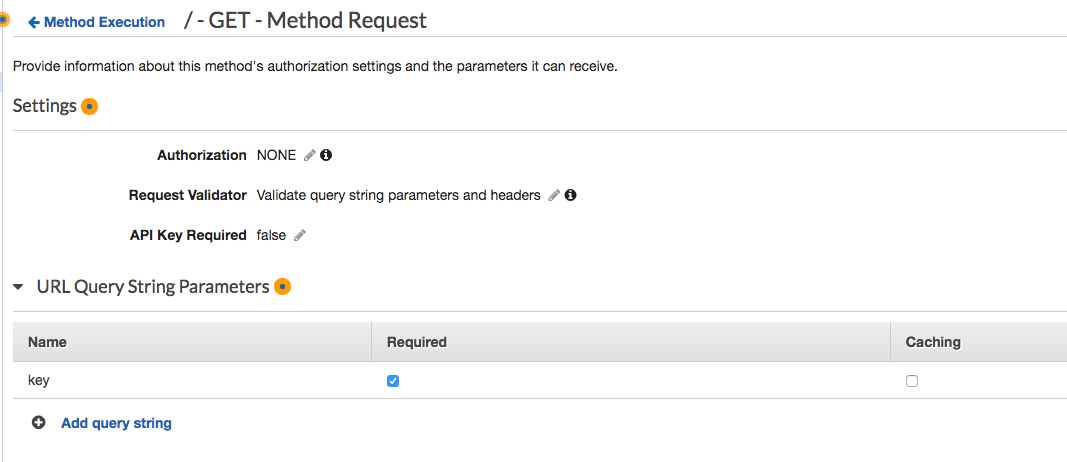 Method Execution / - GET - Method Request
Provide information about this method's authorization settings and the parameters it can receive.
Settings
Authorization NONE
Request Validator Validate query string parameters and headers
API Key Required false
URL Query String Parameters
Name Required Caching
key
Add query string